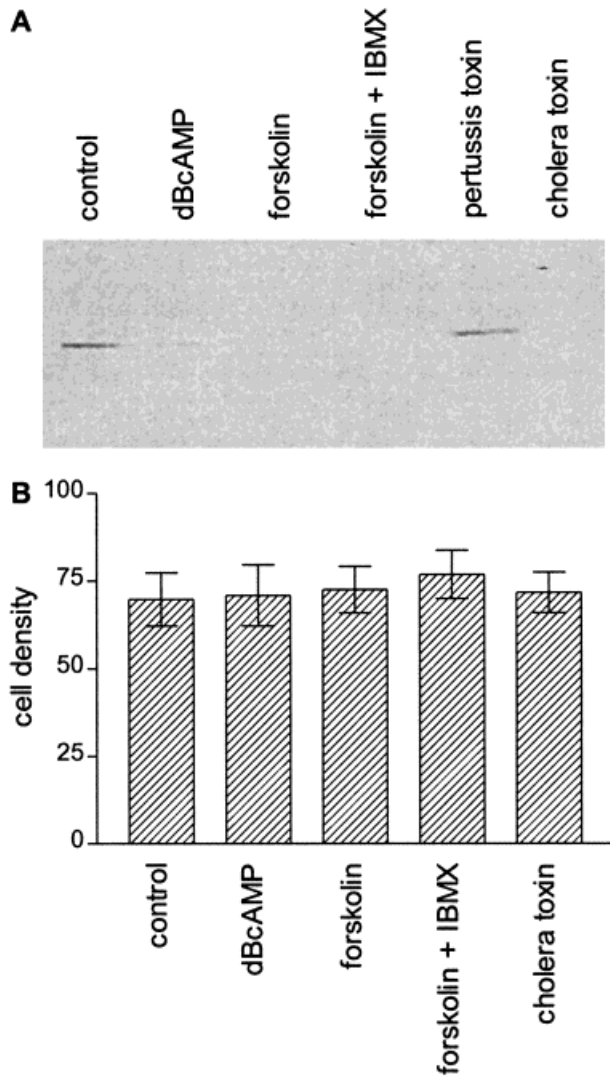 A
control
dBcAMP
forskolin
forskolin + IBMX
pertussis toxin
cholera toxin
B
100
75
50
25
0
cell density
control
dBcAMP
forskolin
forskolin + IBMX
cholera toxin